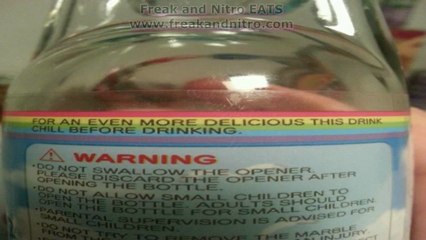 Freak and Nitro EATS
www.freakandnitro.com
FOR AN EVEN MORE DELICIOUS THIS DRINK
CHILL BEFORE DRINKING.
WARNING
•DO NOT SWALLOW THE OPENER.
PLEASE DISCARD THE OPENER AFTER
OPENING THE BOTTLE.
•DO NOT ALLOW SMALL CHILDREN TO
OPEN THE BOTTLE. ADULTS SHOULD
OPEN THE BOTTLE FOR SMALL CHILDREN.
•PARENTAL SUPERVISION IS ADVISED FOR
SMALL CHILDREN.
•DO NOT TRY TO REMOVE THE MARBLE